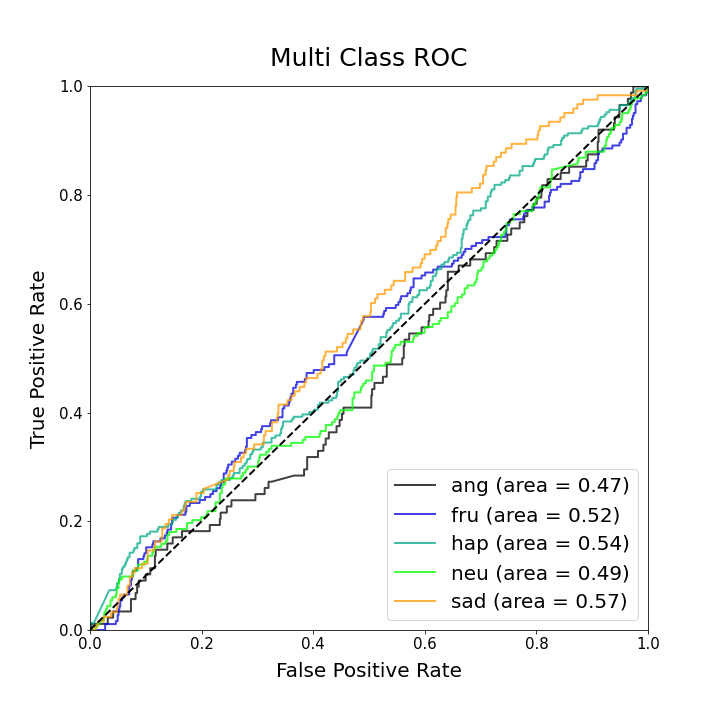 Multi Class ROC
True Positive Rate
1.0
0.8
0.6
0.4
0.2
0.0
0.0 0.2 0.4 0.6 0.8 1.0
False Positive Rate
ang (area = 0.47)
fru (area = 0.52)
hap (area = 0.54)
neu (area = 0.49)
sad (area = 0.57)